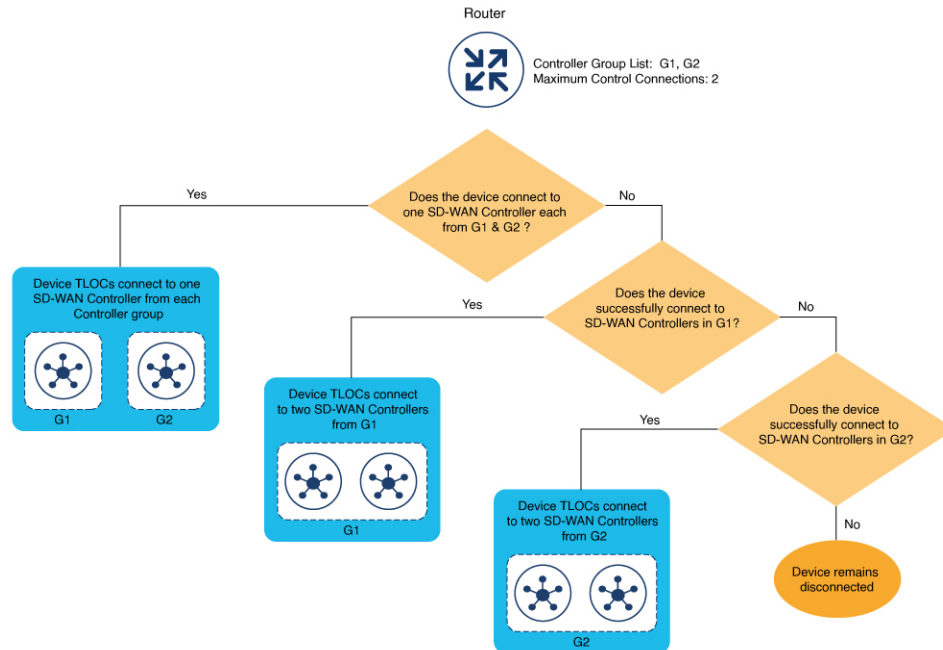 Router
Controller Group List: G1, G2
Maximum Control Connections: 2
Does the device connect to
one SD-WAN Controller each
from G1 & G2 ?
Yes
No
Device TLOCs connect to one
SD-WAN Controller from each
Controller group
G1
G2
Does the device
successfully connect to
SD-WAN Controllers in G1?
Yes
No
Device TLOCs connect
to two SD-WAN Controllers
from G1
G1
Does the device
successfully connect to
SD-WAN Controllers in G2?
Yes
No
Device TLOCs connect
to two SD-WAN Controllers
from G2
G2
Device remains
disconnected